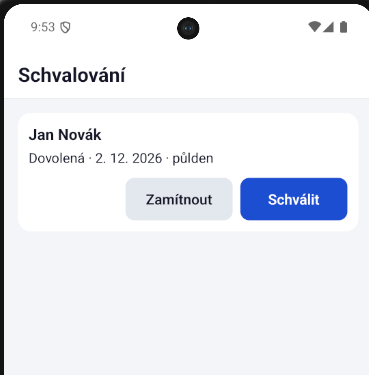 9:53
Schvalování
Jan Novák
Dovolená · 2. 12. 2026 · půlden
Zamítnout
Schválit